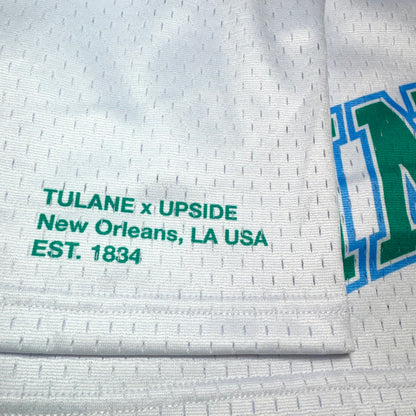 TULANE x UPSIDE
New Orleans, LA USA
EST. 1834